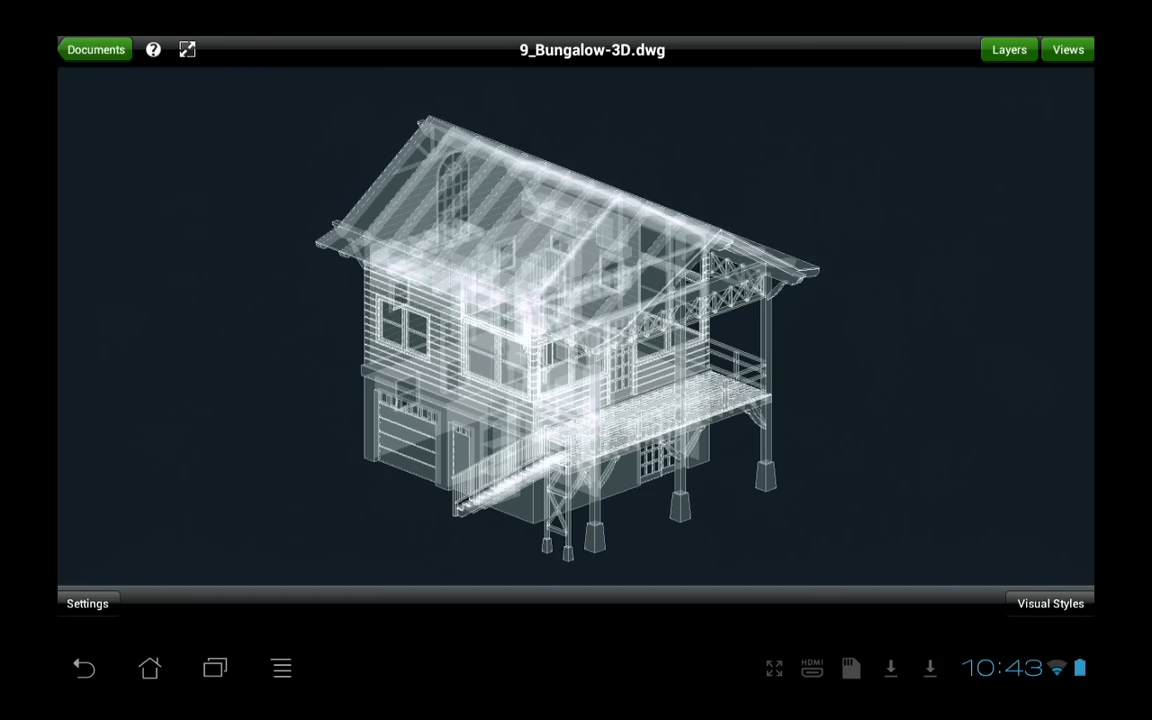 Documents
?
9_Bungalow-3D.dwg
Layers
Views
Settings
Visual Styles
HDMI
10:43